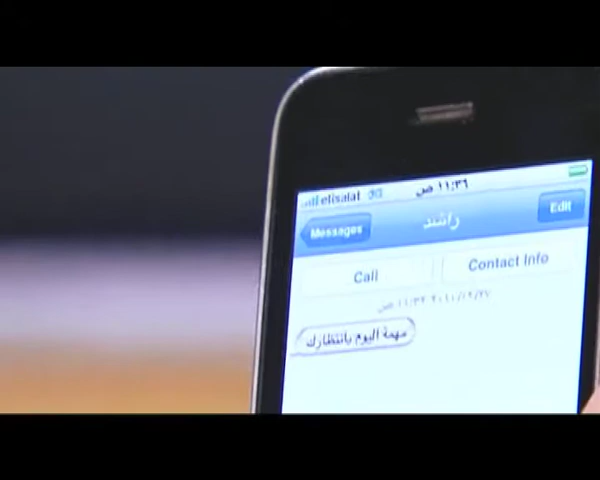 etisalat 3G ١١:٣٦ ص
Messages راشد Edit
Call Contact Info
مهمة اليوم بانتظارك